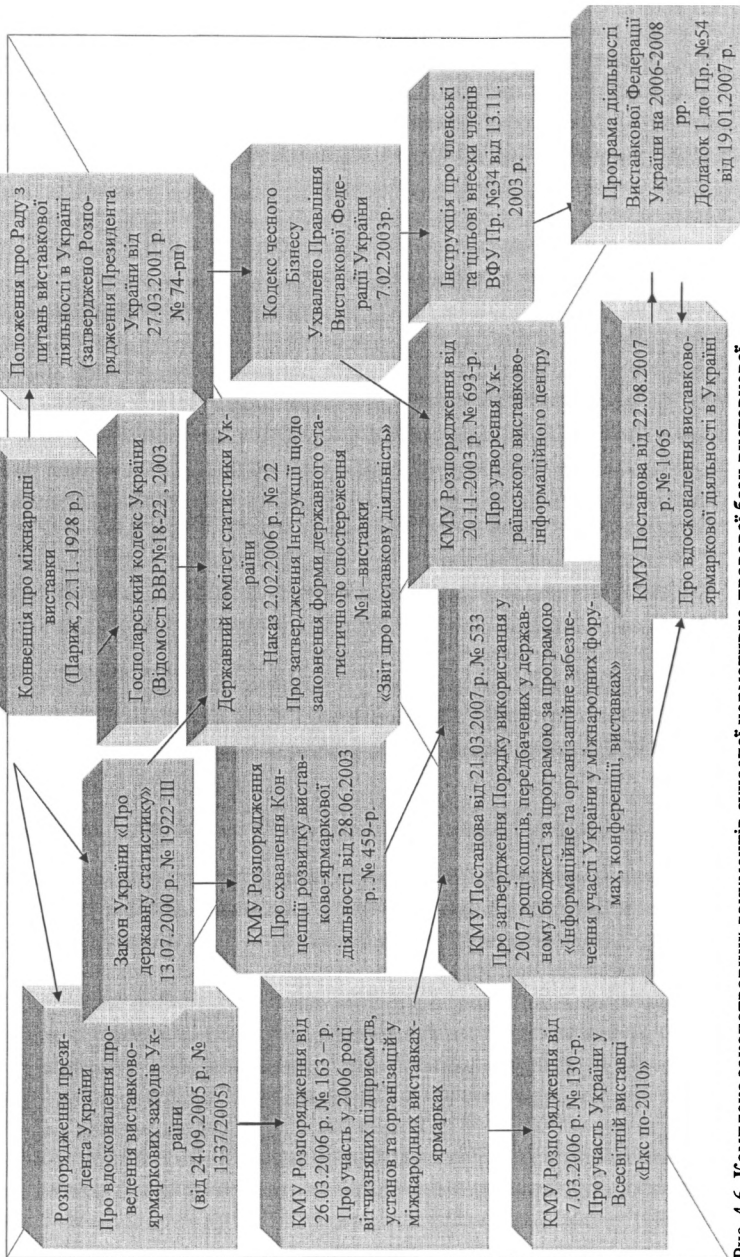 Конвенція про міжнародні
виставки
(Париж, 22.11. 1928 р.)
Положення про Раду з
питань виставкової
діяльності в Україні
(затверджено Розпо-
рядження Президента
України від
27.03.2001 р.
№ 74-рп)
Розпорядження прези-
дента України
Про вдосконалення про-
ведення виставково-
ярмаркових заходів Ук-
раїни
(від 24.09.2005 р. №
1337/2005)
Закон України «Про
державну статистику»
13.07.2000 р. № 1922-III
Господарський кодекс України
(Відомості ВВР№18-22 , 2003
Державний комітет статистики Ук-
раїни
Наказ 2.02.2006 р. № 22
Про затвердження Інструкції щодо
заповнення форми державного ста-
тистичного спостереження
№1 –виставки
«Звіт про виставкову діяльність»
Кодекс чесного
Бізнесу
Ухвалено Правління
Виставкової Феде-
рації України
7.02.2003р.
КМУ Розпорядження
Про схвалення Кон-
цепції розвитку вистав-
ково-ярмаркової
діяльності від 28.06.2003
р. № 459-р.
КМУ Розпорядження від
26.03.2006 р. № 163 – р.
Про участь у 2006 році
вітчизняних підприємств,
установ та організацій у
міжнародних виставках-
ярмарках
КМУ Розпорядження від
20.11.2003 р. № 693-р.
Про утворення Ук-
раїнського виставково-
інформаційного центру
Інструкція про членські
та цільові внески членів
ВФУ Пр. №34 від 13.11.
2003 р.
КМУ Постанова від 21.03.2007 р. № 533
Про затвердження Порядку використання у
2007 році коштів, передбачених у держав-
ному бюджеті за програмою за програмою
«Інформаційне та організаційне забезпе-
чення участі України у міжнародних фору-
мах, конференції, виставках»
КМУ Розпорядження від
7.03.2006 р. № 130-р.
Про участь України у
Всесвітній виставці
«Екс по-2010»
КМУ Постанова від 22.08.2007
р. № 1065
Про вдосконалення виставково-
ярмаркової діяльності в Україні
Програма діяльності
Виставкової Федерації
України на 2006-2008
рр.
Додаток 1 до Пр. №54
від 19.01.2007 р.